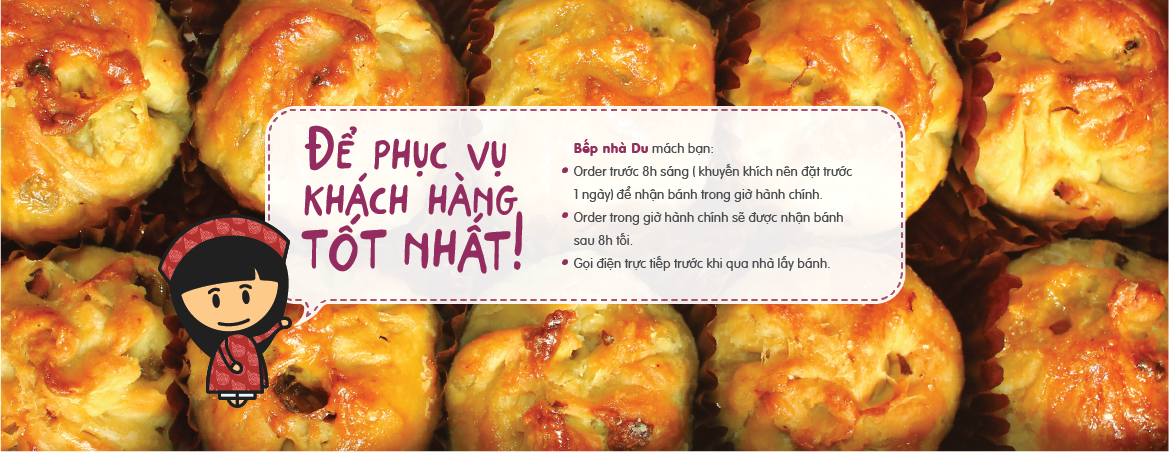 ĐỂ PHỤC VỤ
KHÁCH HÀNG
TỐT NHẤT!
Bếp nhà Du mách bạn:
• Order trước 8h sáng ( khuyến khích nên đặt trước
1 ngày) để nhận bánh trong giờ hành chính.
• Order trong giờ hành chính sẽ được nhận bánh
sau 8h tối.
• Gọi điện trực tiếp trước khi qua nhà lấy bánh.